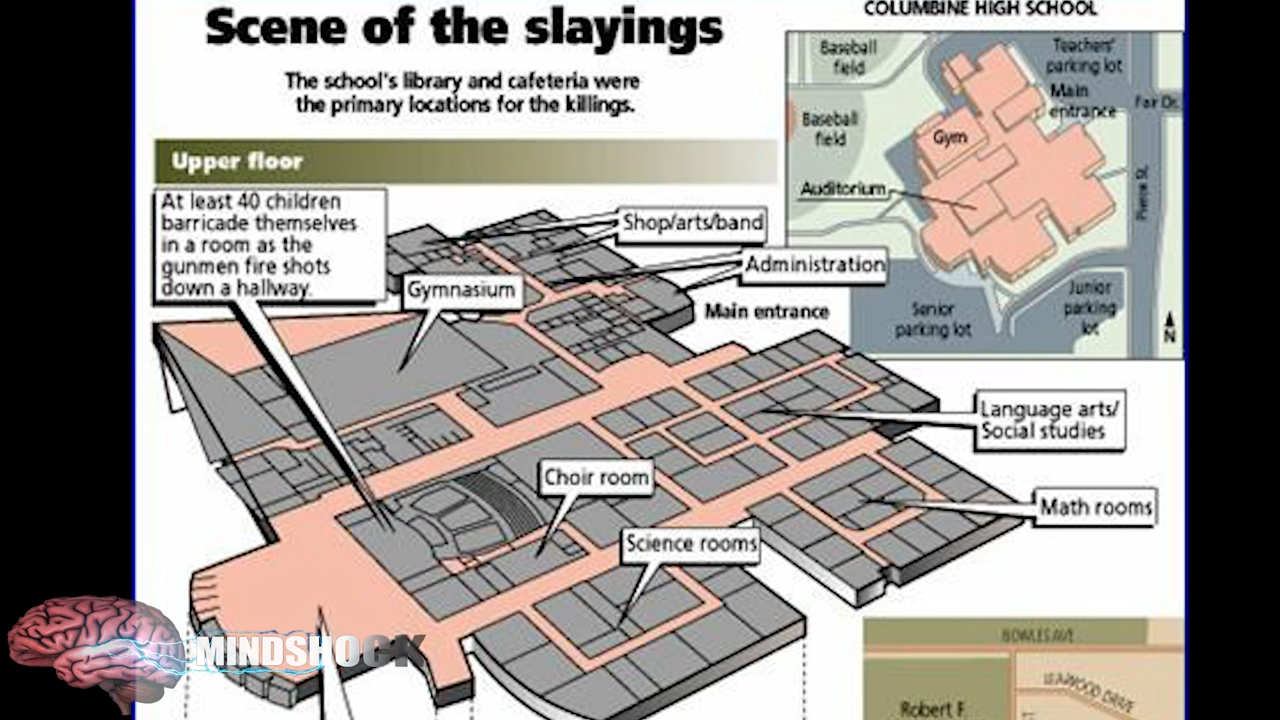 Scene of the slayings
The school's library and cafeteria were
the primary locations for the killings.
Upper floor
At least 40 children
barricade themselves
in a room as the
gunmen fire shots
down a hallway.
Shop/arts/band
Administration
Gymnasium
Main entrance
Language arts/
Social studies
Choir room
Math rooms
Science rooms
COLUMBINE HIGH SCHOOL
Baseball
field
Teachers'
parking lot
Main
entrance
Fair Dr.
Baseball
field
Gym
Auditorium
Pierce St.
Senior
parking lot
Junior
parking
lot
N
BOWLES AVE
LEAWOOD DRIVE
Robert F.
MINDSHOCK